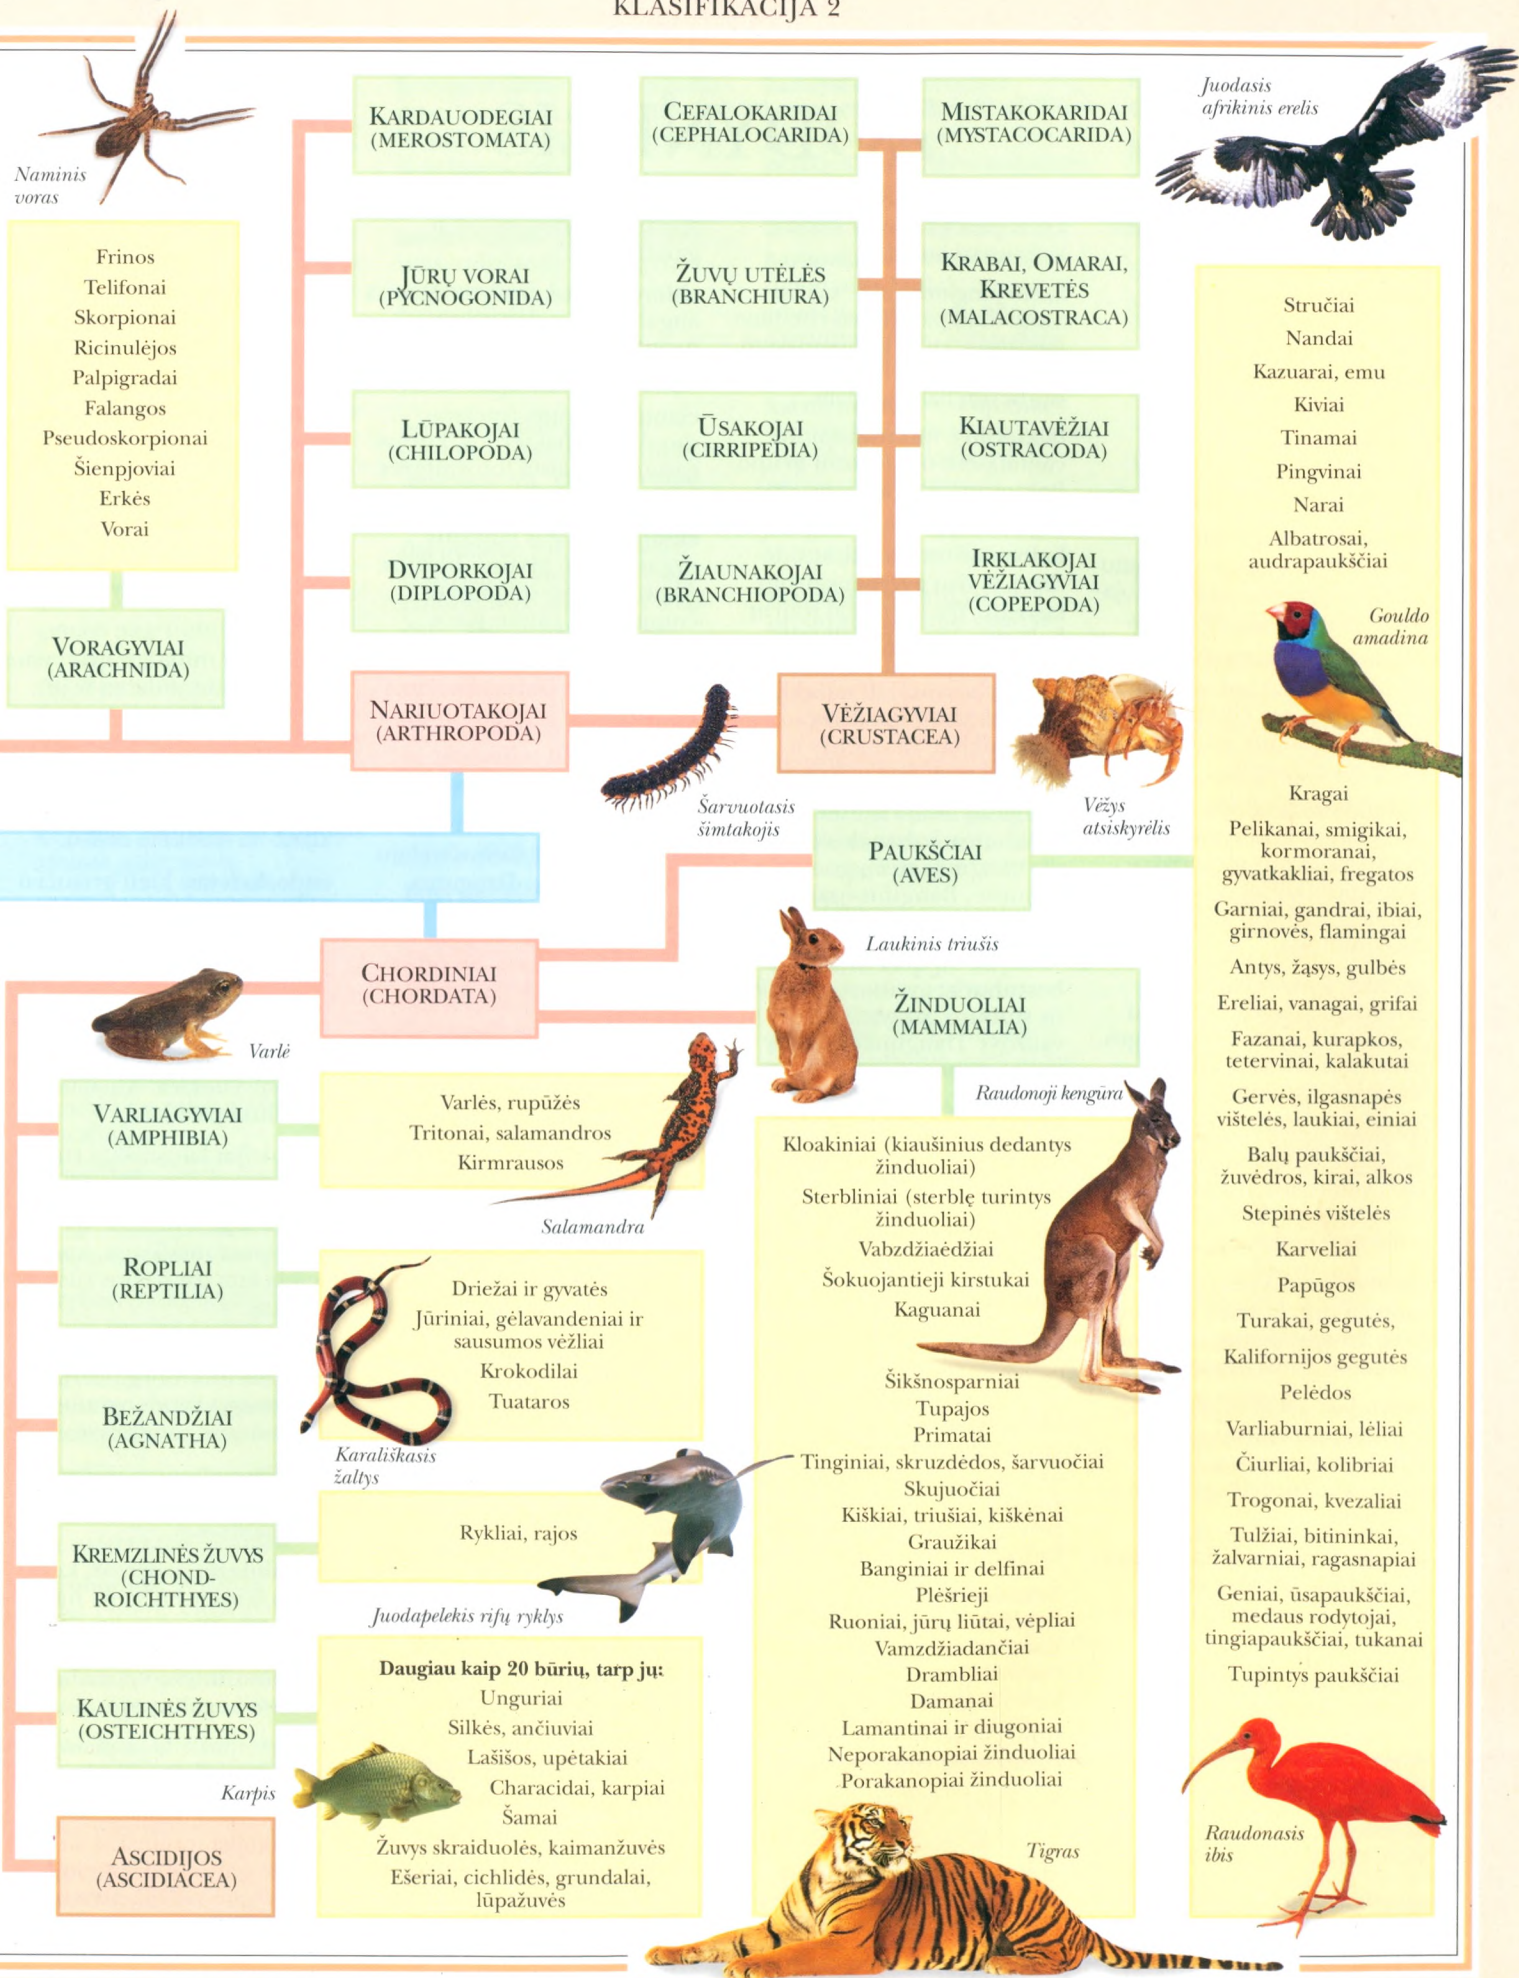 KLASIFIKACIJA 2
Naminis
voras
Frinos
Telifonai
Skorpionai
Ricinulėjos
Palpigradai
Falangos
Pseudoskorpionai
Šienpjoviai
Erkės
Vorai
VORAGYVIAI
(ARACHNIDA)
KARDAUODEGIAI
(MEROSTOMATA)
JŪRŲ VORAI
(PYCNOGONIDA)
LŪPAKOJAI
(CHILOPODA)
DVIPORKOJAI
(DIPLOPODA)
NARIUOTAKOJAI
(ARTHROPODA)
CEFALOKARIDAI
(CEPHALOCARIDA)
ŽUVŲ UTĖLĖS
(BRANCHIURA)
ŪSAKOJAI
(CIRRIPEDIA)
ŽIAUNAKOJAI
(BRANCHIOPODA)
MISTAKOKARIDAI
(MYSTACOCARIDA)
KRABAI, OMARAI,
KREVETĖS
(MALACOSTRACA)
KIAUTAVĖŽIAI
(OSTRACODA)
IRKLAKOJAI
VĖŽIAGYVIAI
(COPEPODA)
VĖŽIAGYVIAI
(CRUSTACEA)
Šarvuotasis
šimtakojis
Vėžys
atsiskyrėlis
Juodasis
afrikinis erelis
Stručiai
Nandai
Kazuarai, emu
Kiviai
Tinamai
Pingvinai
Narai
Albatrosai,
audrapaukščiai
Gouldo
amadina
Kragai
Pelikanai, smigikai,
kormoranai,
gyvatkakliai, fregatos
Garniai, gandrai, ibiai,
girnovės, flamingai
Antys, žąsys, gulbės
Ereliai, vanagai, grifai
Fazanai, kurapkos,
tetervinai, kalakutai
Gervės, ilgasnapės
vištelės, laukiai, einiai
Balų paukščiai,
žuvėdros, kirai, alkos
Stepinės vištelės
Karveliai
Papūgos
Turakai, gegutės,
Kalifornijos gegutės
Pelėdos
Varliaburniai, lėliai
Čiurliai, kolibriai
Trogonai, kvezaliai
Tulžiai, bitininkai,
žalvarniai, ragasnapiai
Geniai, ūsapaukščiai,
medaus rodytojai,
tingiapaukščiai, tukanai
Tupintys paukščiai
Raudonasis
ibis
PAUKŠČIAI
(AVES)
CHORDINIAI
(CHORDATA)
Laukinis triušis
ŽINDUOLIAI
(MAMMALIA)
Raudonoji kengūra
Kloakiniai (kiaušinius dedantys
žinduoliai)
Sterbliniai (sterblę turintys
žinduoliai)
Vabzdžiaėdžiai
Šokuojantieji kirstukai
Kaguanai
Šikšnosparniai
Tupajos
Primatai
Tinginiai, skruzdėdos, šarvuočiai
Skujuočiai
Kiškiai, triušiai, kiškėnai
Graužikai
Banginiai ir delfinai
Plėšrieji
Ruoniai, jūrų liūtai, vėpliai
Vamzdžiadančiai
Drambliai
Damanai
Lamantinai ir diugoniai
Neporakanopiai žinduoliai
Porakanopiai žinduoliai
Tigras
Varlė
VARLIAGYVIAI
(AMPHIBIA)
Varlės, rupūžės
Tritonai, salamandros
Kirmrausos
Salamandra
ROPLIAI
(REPTILIA)
Driežai ir gyvatės
Jūriniai, gėlavandeniai ir
sausumos vėžliai
Krokodilai
Tuataros
Karališkasis
žaltys
BEŽANDŽIAI
(AGNATHA)
KREMZLINĖS ŽUVYS
(CHOND-
ROICHTHYES)
Rykliai, rajos
Juodapelekis rifų ryklys
KAULINĖS ŽUVYS
(OSTEICHTHYES)
Daugiau kaip 20 būrių, tarp jų:
Unguriai
Silkės, ančiuviai
Lašišos, upėtakiai
Characidai, karpiai
Šamai
Žuvys skraiduolės, kaimanžuvės
Ešeriai, cichlidės, grundalai,
lūpažuvės
Karpis
ASCIDIJOS
(ASCIDIACEA)